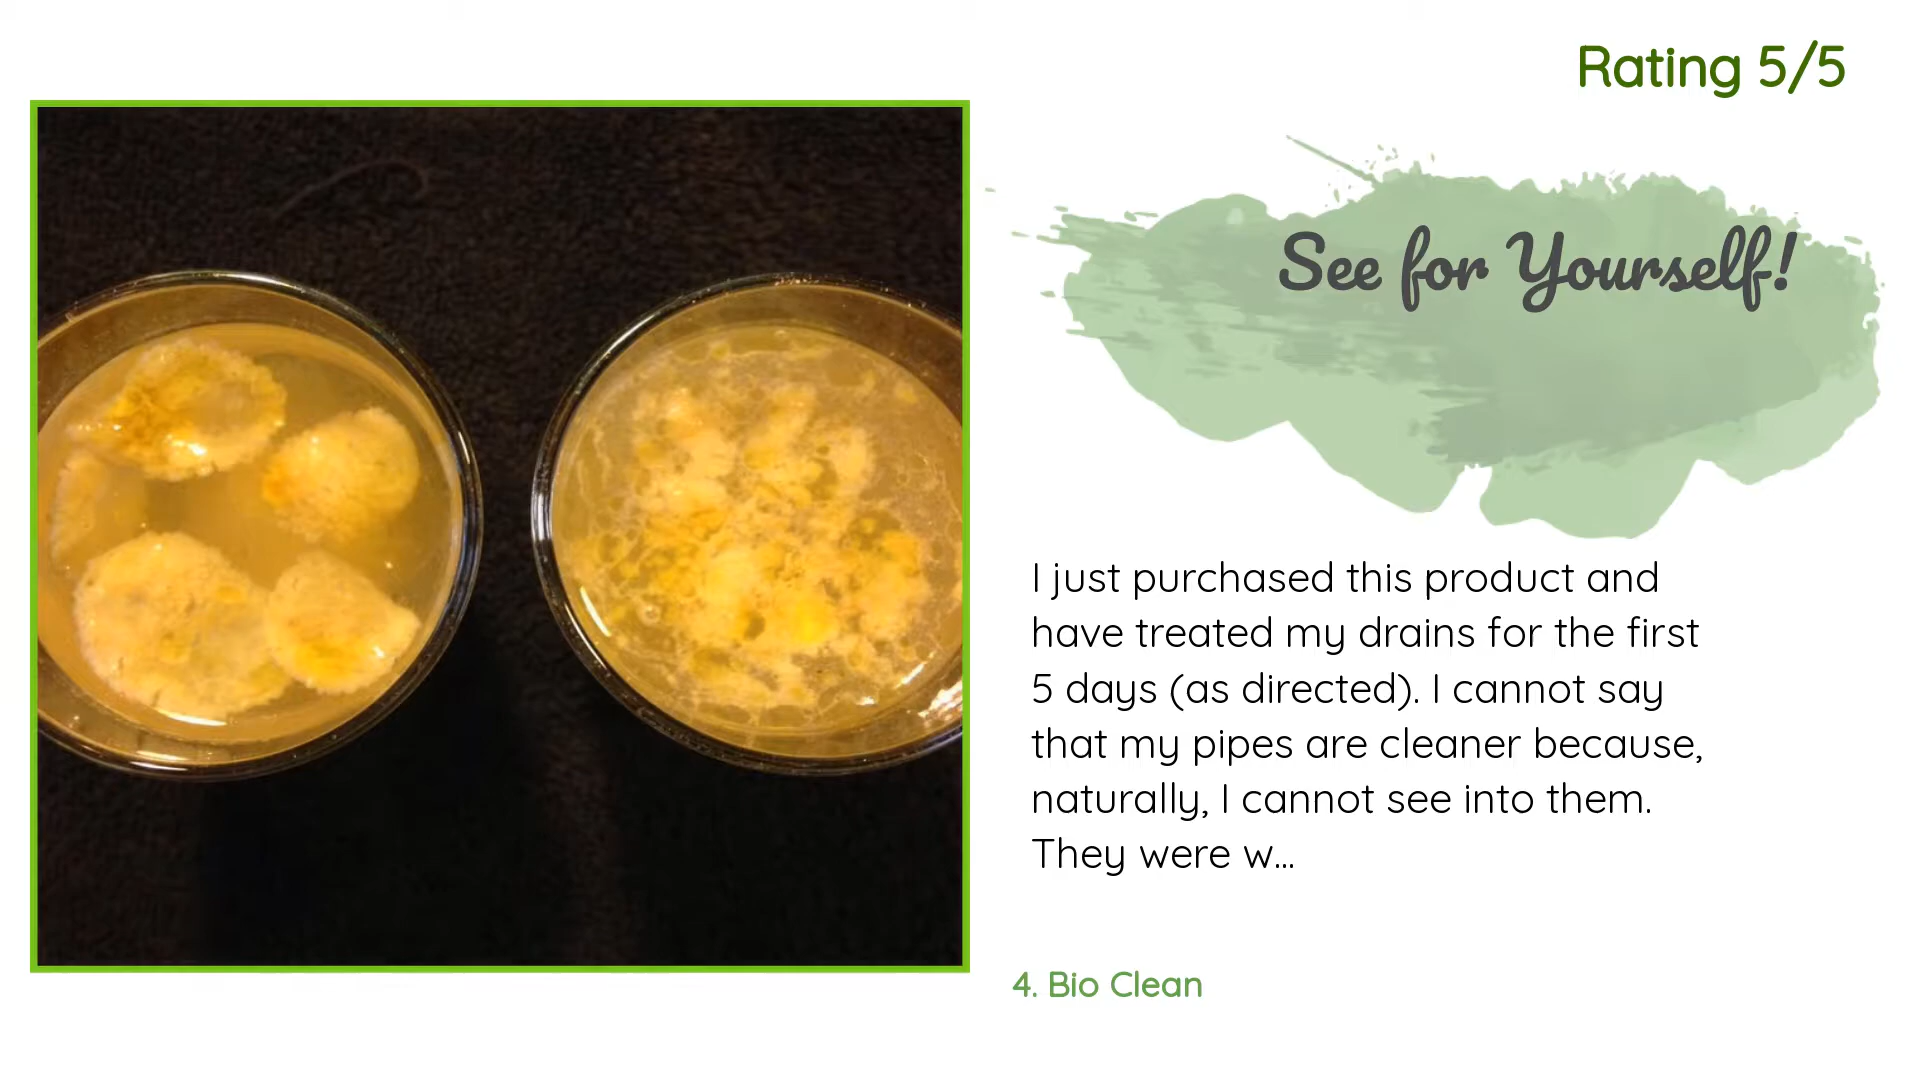 Rating 5/5
See for Yourself!
I just purchased this product and
have treated my drains for the first
5 days (as directed). I cannot say
that my pipes are cleaner because,
naturally, I cannot see into them.
They were w...
4. Bio Clean